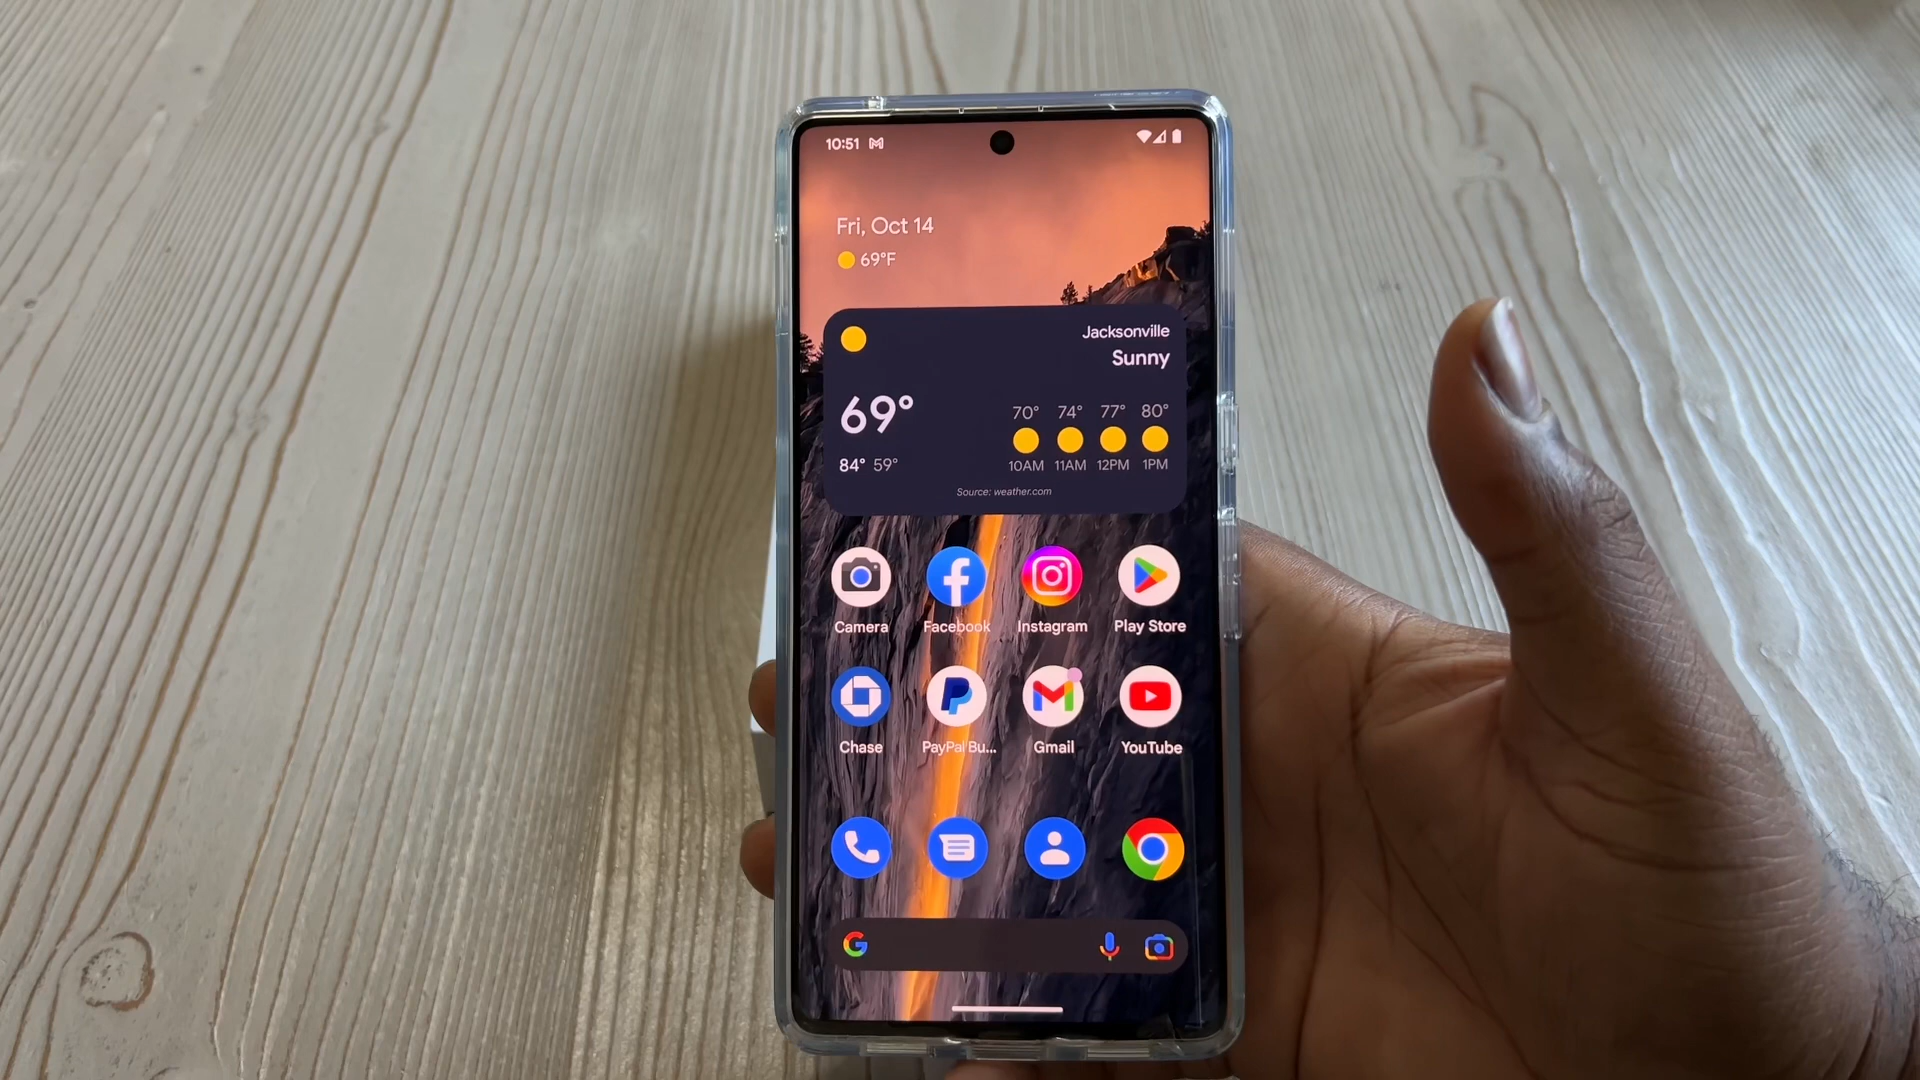 10:51
Fri, Oct 14
69°F
Jacksonville
Sunny
69°
84° 59°
70° 74° 77° 80°
10AM 11AM 12PM 1PM
Source: weather.com
Camera Facebook Instagram Play Store
Chase PayPal Bu... Gmail YouTube